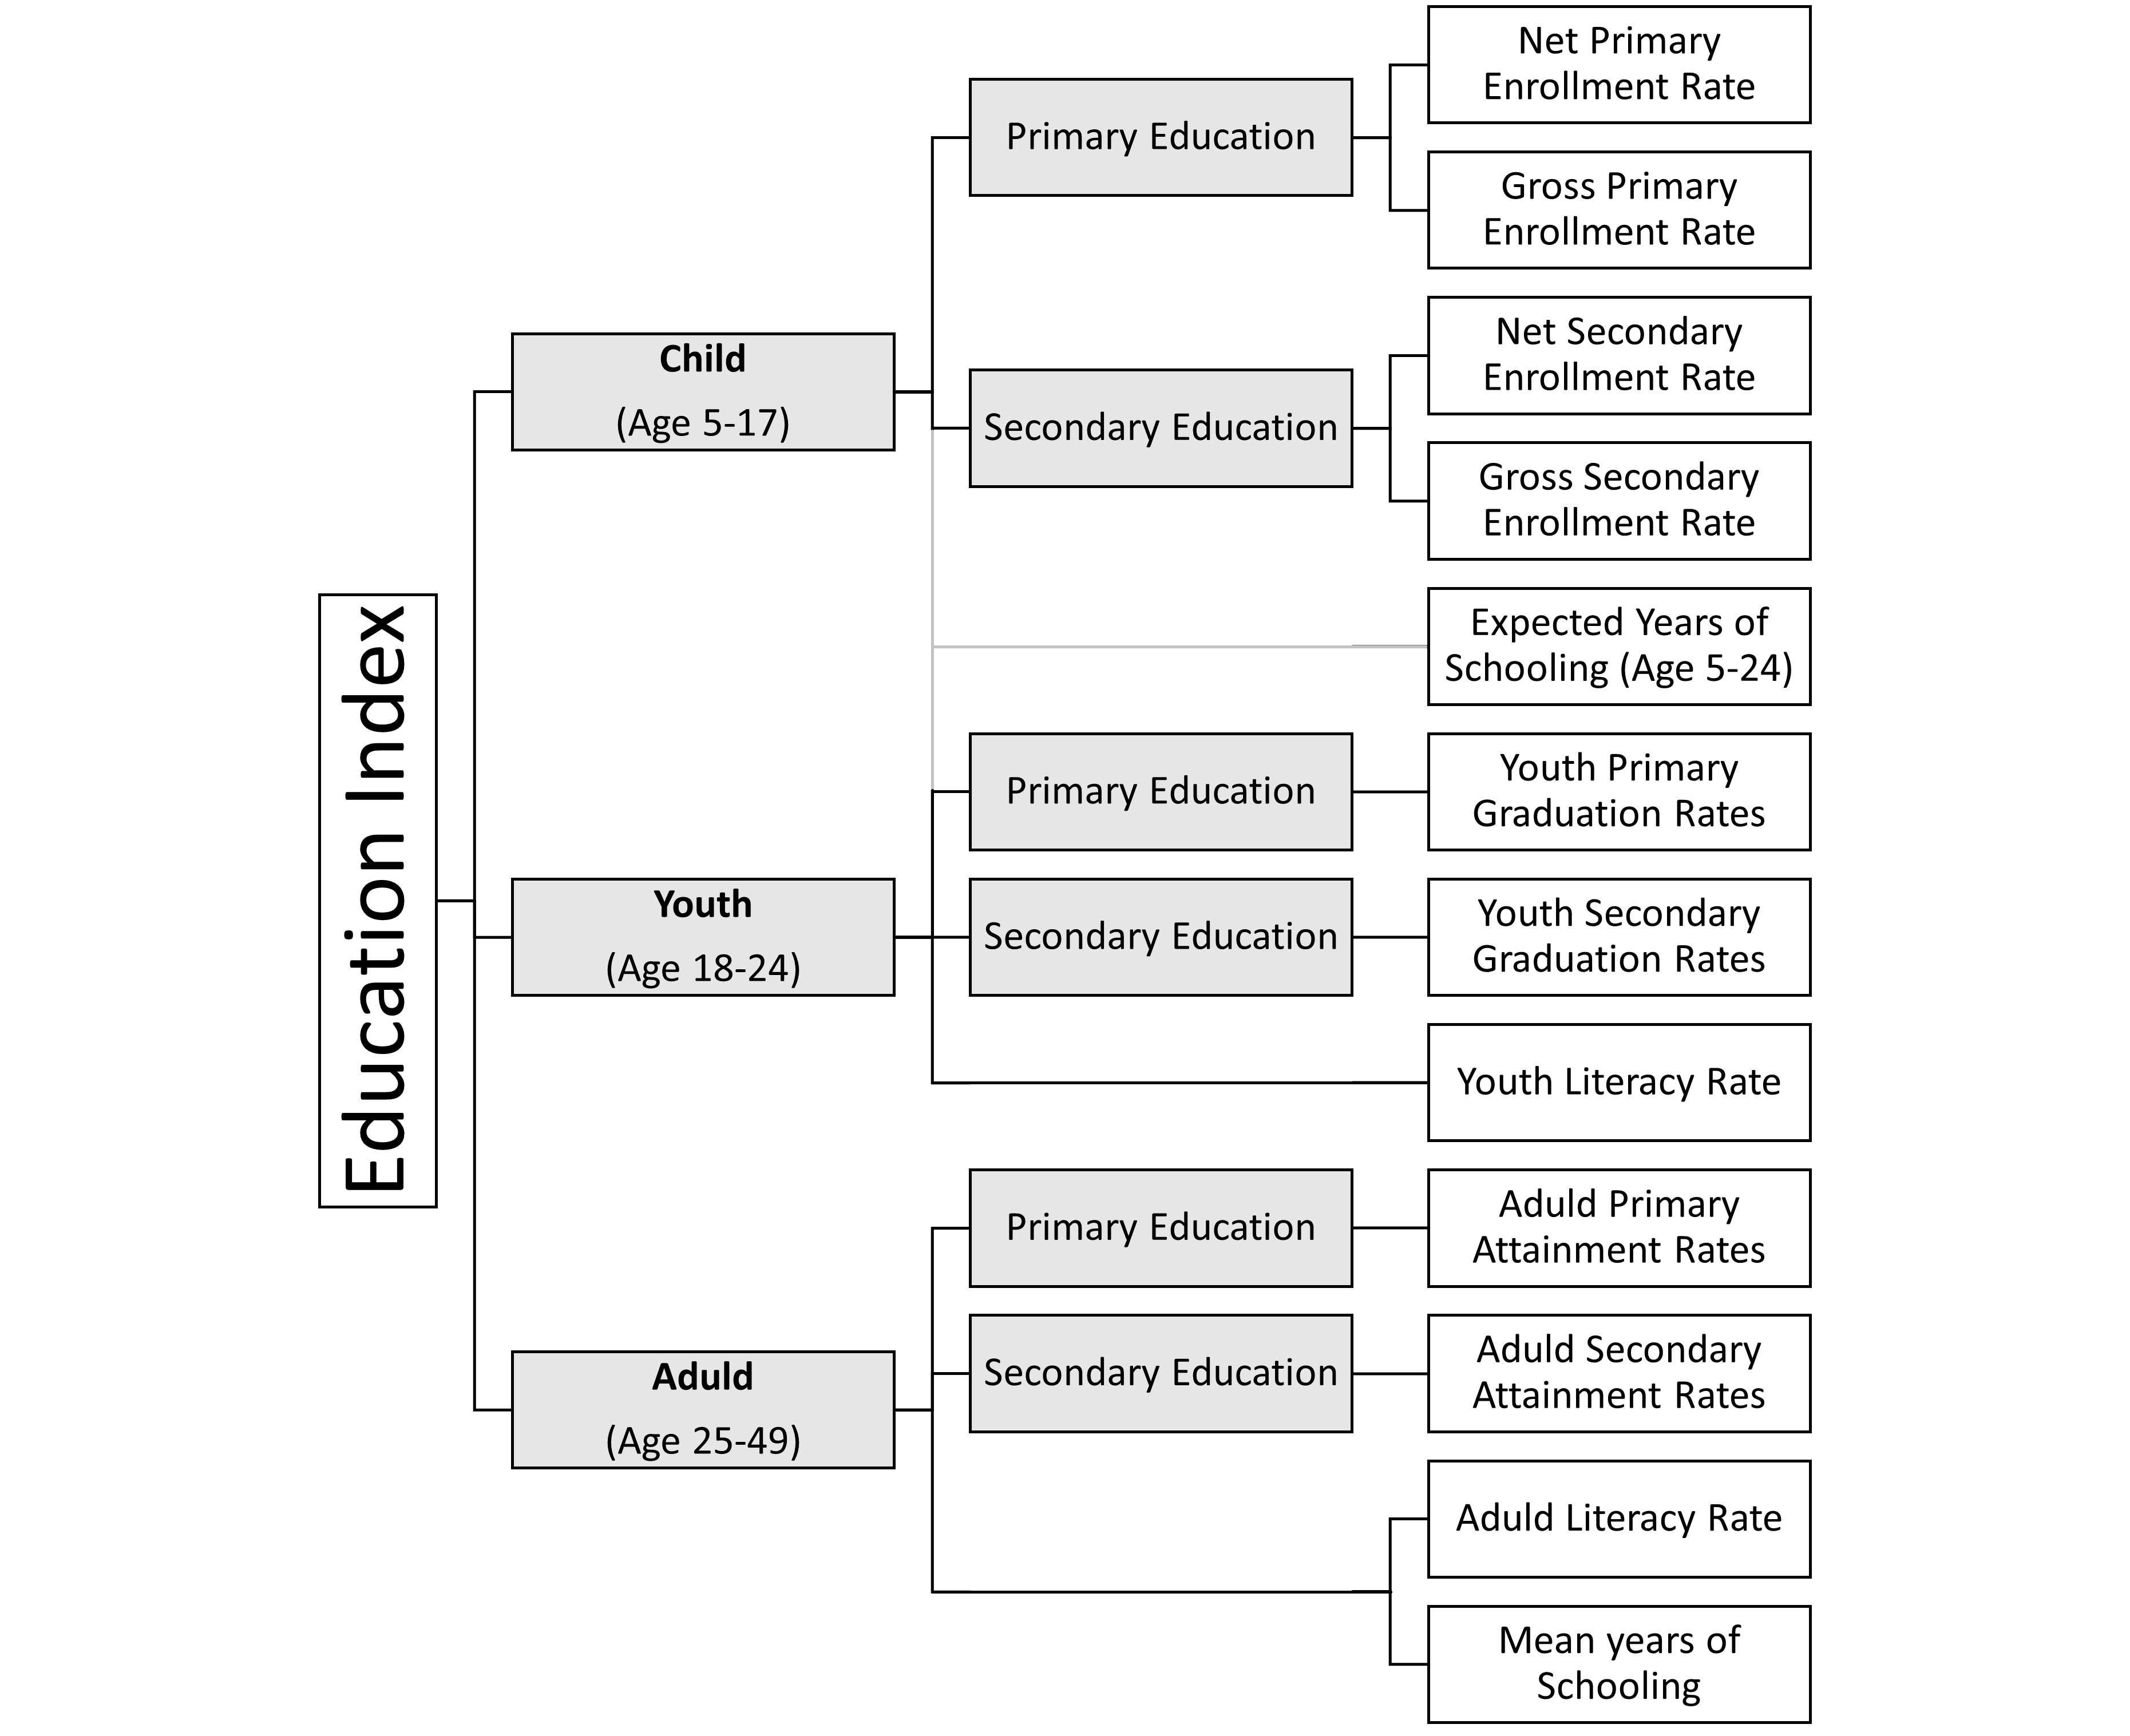 Education Index
Child
(Age 5-17)
Primary Education
Net Primary
Enrollment Rate
Gross Primary
Enrollment Rate
Secondary Education
Net Secondary
Enrollment Rate
Gross Secondary
Enrollment Rate
Expected Years of
Schooling (Age 5-24)
Youth
(Age 18-24)
Primary Education
Youth Primary
Graduation Rates
Secondary Education
Youth Secondary
Graduation Rates
Youth Literacy Rate
Aduld
(Age 25-49)
Primary Education
Aduld Primary
Attainment Rates
Secondary Education
Aduld Secondary
Attainment Rates
Aduld Literacy Rate
Mean years of
Schooling